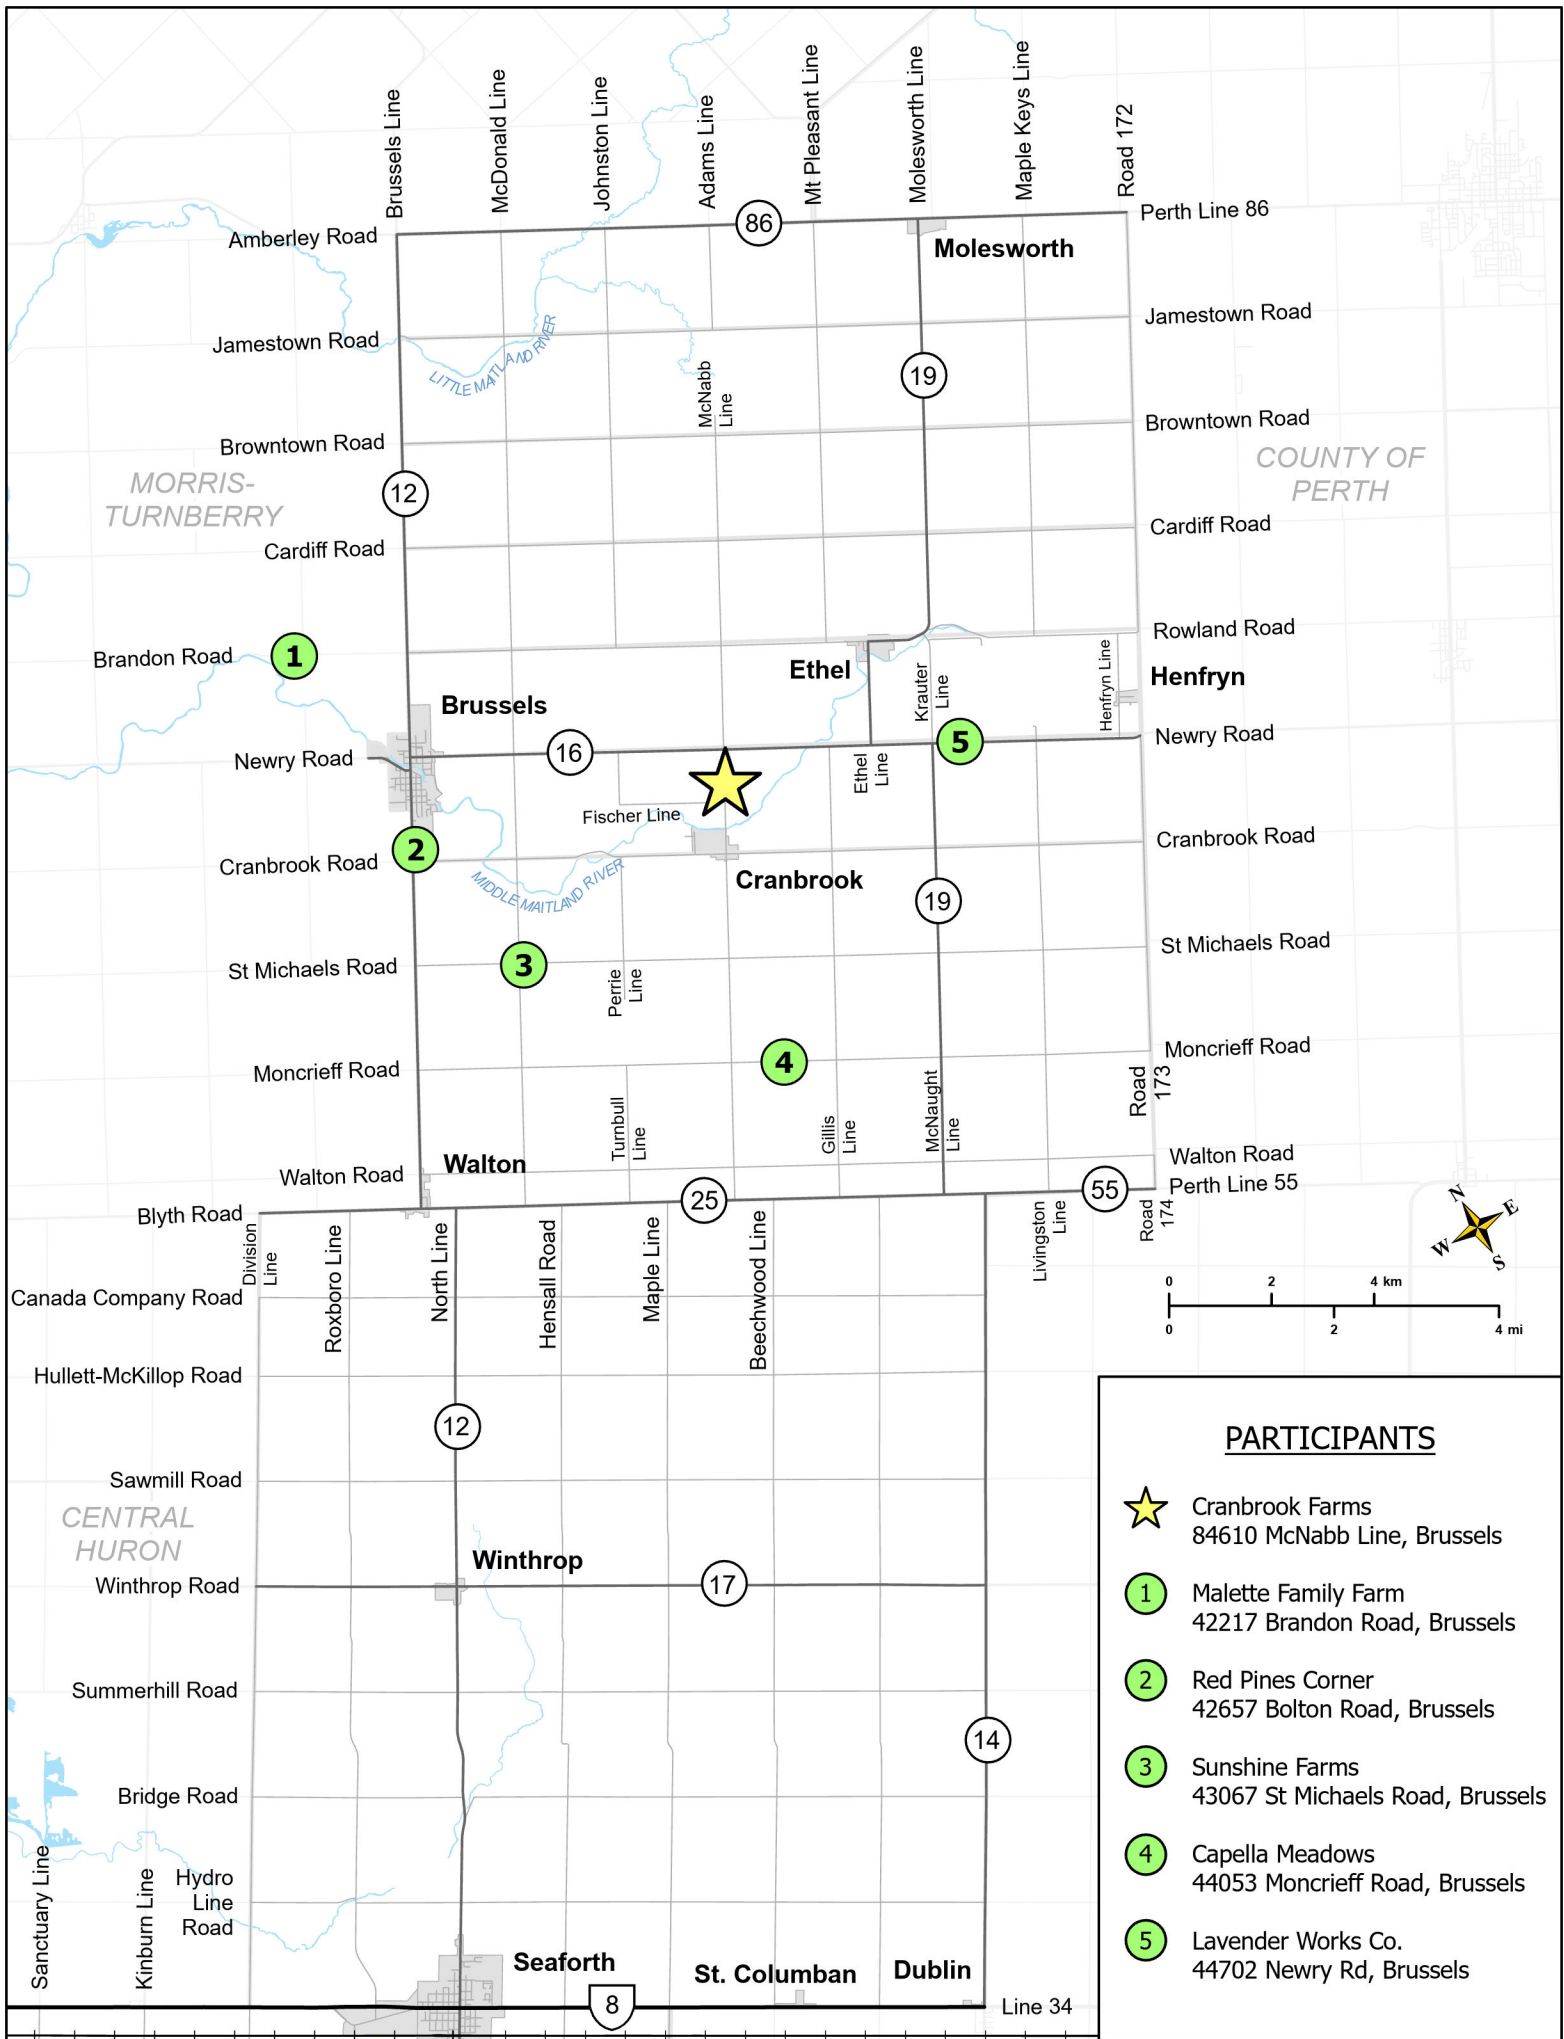 Brussels Line
McDonald Line
Johnston Line
Adams Line
Mt Pleasant Line
Molesworth Line
Maple Keys Line
Road 172
Amberley Road
86
Perth Line 86
Molesworth
Jamestown Road
LITTLE MAITLAND RIVER
Jamestown Road
McNabb
Line
19
Browntown Road
Browntown Road
MORRIS-
TURNBERRY
12
COUNTY OF
PERTH
Cardiff Road
Cardiff Road
Brandon Road
1
Rowland Road
Ethel
Krauter
Line
Henfryn Line
Henfryn
Brussels
Newry Road
16
5
Newry Road
Ethel
Line
Fischer Line
2
Cranbrook Road
Cranbrook Road
MIDDLE MAITLAND RIVER
Cranbrook
19
St Michaels Road
3
St Michaels Road
Perrie
Line
Moncrieff Road
4
Moncrieff Road
Turnbull
Line
Gillis
Line
McNaught
Line
Road
173
Walton Road
Walton
Walton Road
25
55
Perth Line 55
Blyth Road
Division
Line
Roxboro Line
North Line
Hensall Road
Maple Line
Beechwood Line
Livingston
Line
Road
174
N
E
W
S
Canada Company Road
0 2 4 km
0 2 4 mi
Hullett-McKillop Road
12
Sawmill Road
CENTRAL
HURON
Winthrop
Winthrop Road
17
Summerhill Road
14
Bridge Road
Sanctuary Line
Kinburn Line
Hydro
Line
Road
Seaforth
St. Columban
Dublin
8
Line 34
PARTICIPANTS
Cranbrook Farms
84610 McNabb Line, Brussels
1
Malette Family Farm
42217 Brandon Road, Brussels
2
Red Pines Corner
42657 Bolton Road, Brussels
3
Sunshine Farms
43067 St Michaels Road, Brussels
4
Capella Meadows
44053 Moncrieff Road, Brussels
5
Lavender Works Co.
44702 Newry Rd, Brussels